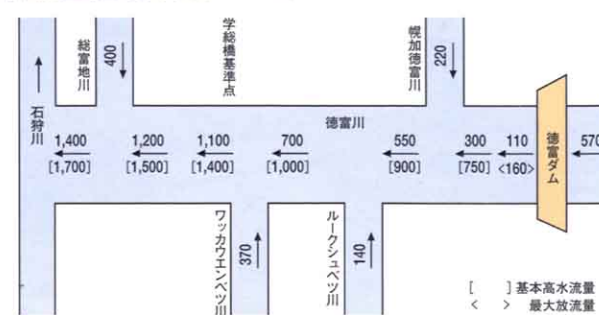 石狩川
総富地川
400
学総橋基準点
幌加徳富川
220
徳富川
1,400
[1,700]
1,200
[1,500]
1,100
[1,400]
700
[1,000]
550
[900]
300
[750]
110
<160>
徳富ダム
570
ワッカウエンベツ川
370
ルークシュベツ川
140
[ ]基本高水流量
< > 最大放流量